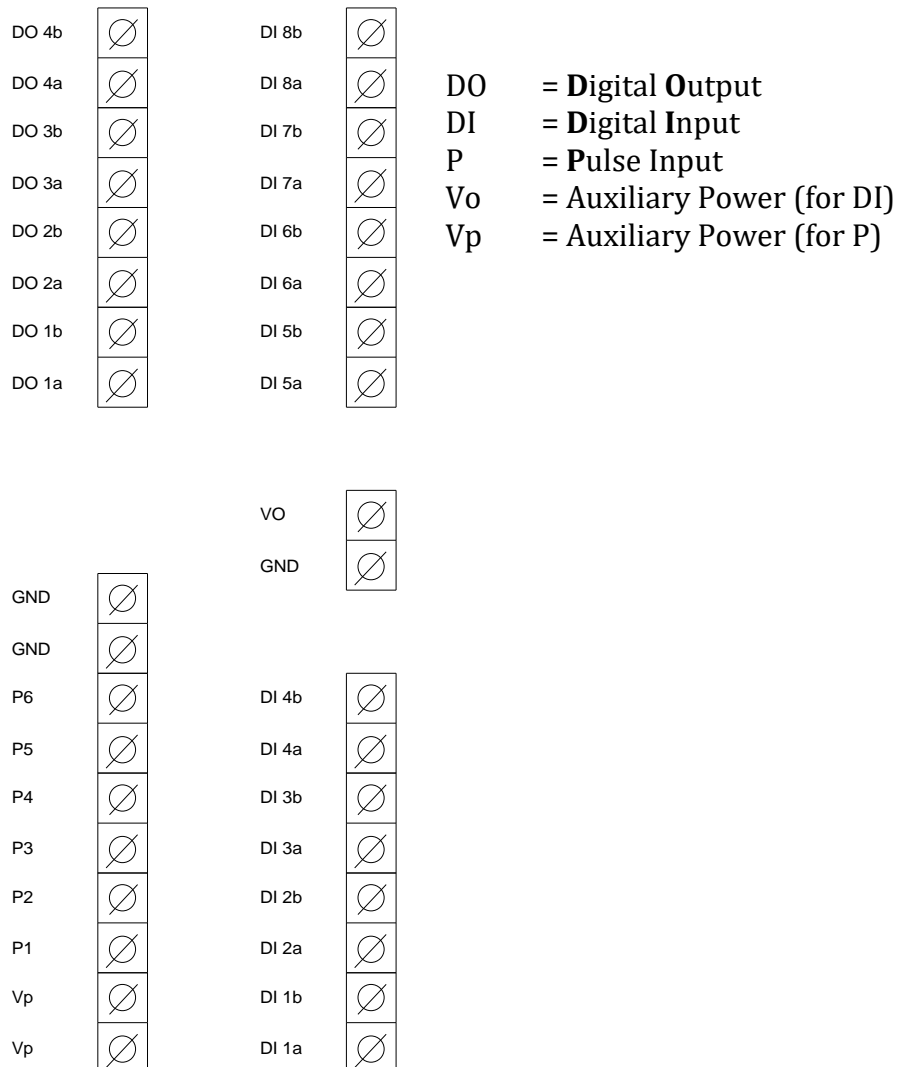 DO 4b
DO 4a
DO 3b
DO 3a
DO 2b
DO 2a
DO 1b
DO 1a
GND
GND
P6
P5
P4
P3
P2
P1
Vp
Vp
DI 8b
DI 8a
DI 7b
DI 7a
DI 6b
DI 6a
DI 5b
DI 5a
VO
GND
DI 4b
DI 4a
DI 3b
DI 3a
DI 2b
DI 2a
DI 1b
DI 1a
DO = Digital Output
DI = Digital Input
P = Pulse Input
Vo = Auxiliary Power (for DI)
Vp = Auxiliary Power (for P)